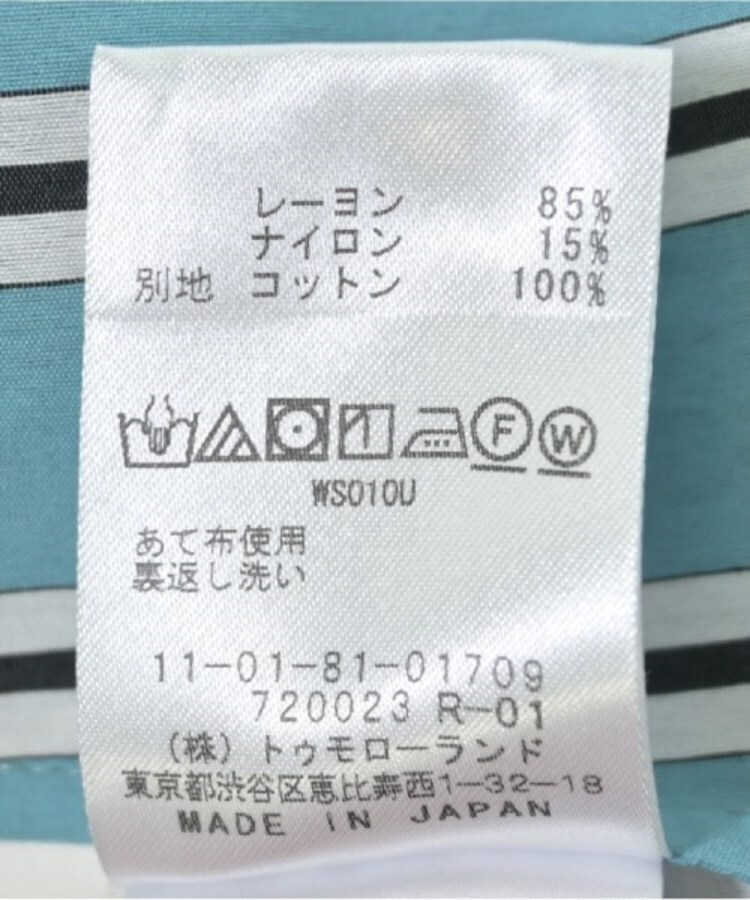 レーヨン 85%
ナイロン 15%
別地 コットン 100%
F W
WS010U
あて布使用
裏返し洗い
11-01-81-01709
720023 R-01
(株) トゥモローランド
東京都渋谷区恵比寿西1-32-18
MADE IN JAPAN